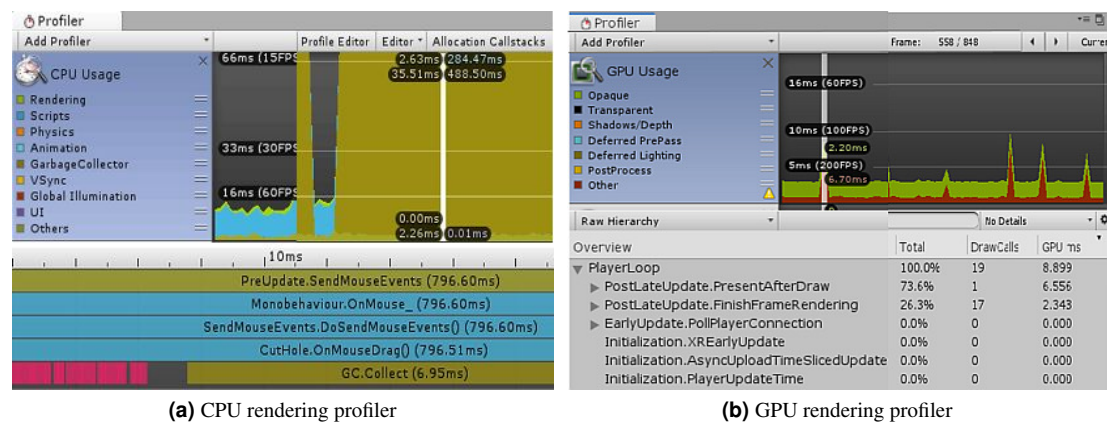 Profiler
Add Profiler
Profile Editor Editor Allocation Callstacks
CPU Usage
Rendering
Scripts
Physics
Animation
GarbageCollector
VSync
Global Illumination
UI
Others
66ms (15FPS
33ms (30FPS
16ms (60FPS
2.63ms 284.47ms
35.51ms 488.50ms
0.00ms
2.26ms 0.01ms
10ms
PreUpdate.SendMouseEvents (796.60ms)
Monobehaviour.OnMouse_ (796.60ms)
SendMouseEvents.DoSendMouseEvents() (796.60ms)
CutHole.OnMouseDrag() (796.51ms)
GC.Collect (6.95ms)
(a) CPU rendering profiler
Profiler
Add Profiler
Frame: 558 / 848
Curre
GPU Usage
Opaque
Transparent
Shadows/Depth
Deferred PrePass
Deferred Lighting
PostProcess
Other
16ms (60FPS)
10ms (100FPS)
2.20ms
5ms (200FPS)
6.70ms
Raw Hierarchy
No Details
Overview Total DrawCalls GPU ms
PlayerLoop 100.0% 19 8.899
PostLateUpdate.PresentAfterDraw 73.6% 1 6.556
PostLateUpdate.FinishFrameRendering 26.3% 17 2.343
EarlyUpdate.PollPlayerConnection 0.0% 0 0.000
Initialization.XREarlyUpdate 0.0% 0 0.000
Initialization.AsyncUploadTimeSlicedUpdate 0.0% 0 0.000
Initialization.PlayerUpdateTime 0.0% 0 0.000
(b) GPU rendering profiler